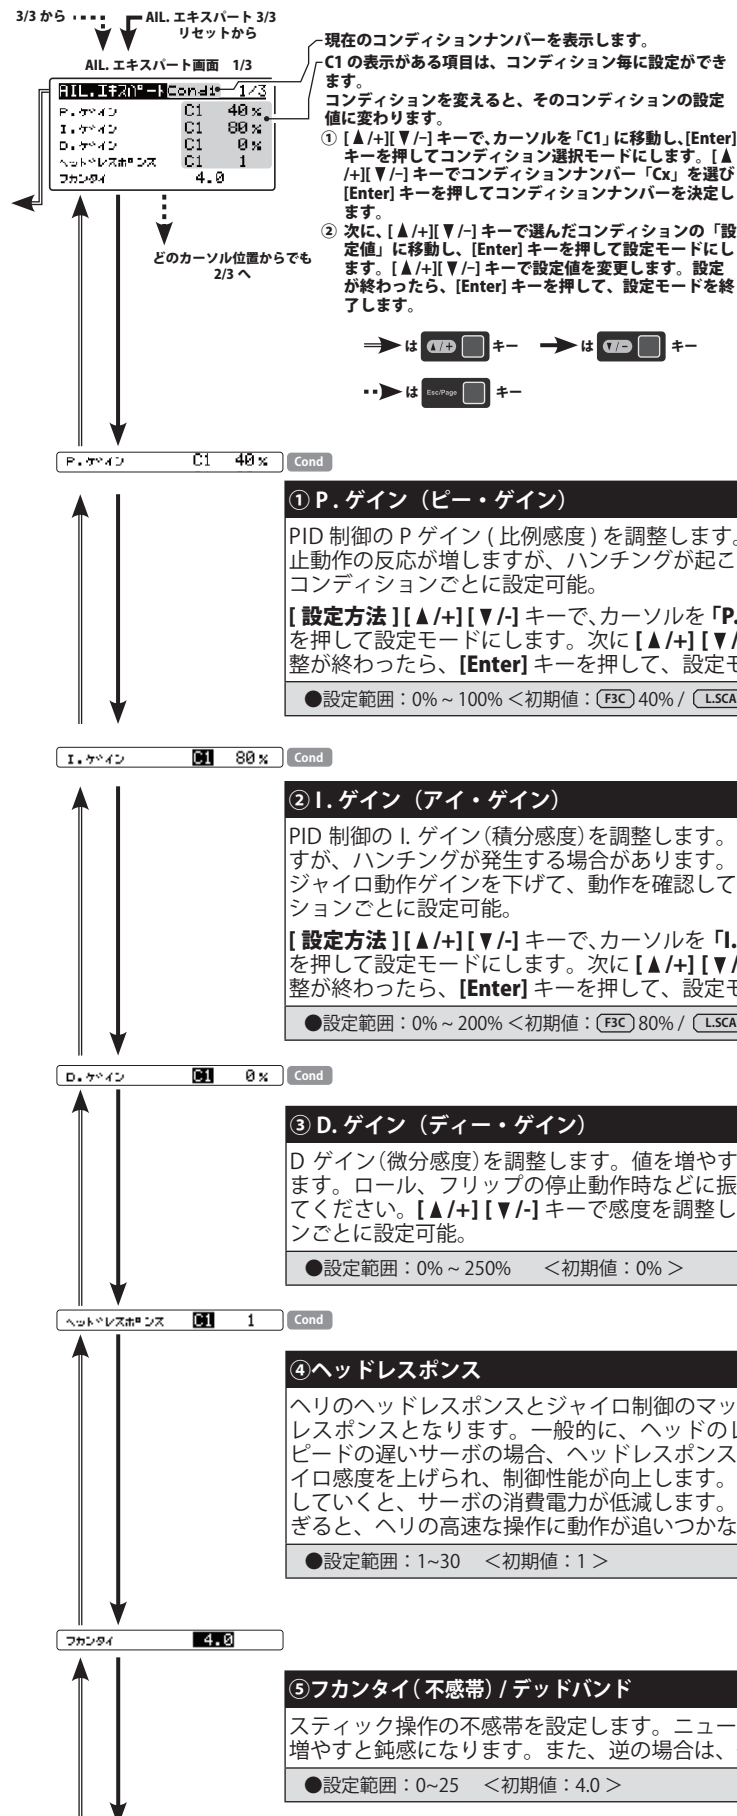 3/3 から
AIL. エキスパート 3/3
リセットから
AIL. エキスパート画面 1/3
AIL.エキスパート Condi 1/3
P.ゲイン C1 40%
I.ゲイン C1 80%
D.ゲイン C1 0%
ヘッドレスポンス C1 1
フカンタイ 4.0
どのカーソル位置からでも
2/3 へ
現在のコンディションナンバーを表示します。
C1 の表示がある項目は、コンディション毎に設定ができ
ます。
コンディションを変えると、そのコンディションの設定
値に変わります。
① [▲/+][▼/-] キーで、カーソルを「C1」に移動し、[Enter]
キーを押してコンディション選択モードにします。[▲
/+][▼/-] キーでコンディションナンバー「Cx」を選び
[Enter] キーを押してコンディションナンバーを決定し
ます。
② 次に、[▲/+][▼/-] キーで選んだコンディションの「設
定値」に移動し、[Enter] キーを押して設定モードにし
ます。[▲/+][▼/-] キーで設定値を変更します。設定
が終わったら、[Enter] キーを押して、設定モードを終
了します。
は ▲/+ キー は ▼/- キー
は Esc/Page キー
P.ゲイン C1 40% Cond
① P . ゲイン（ピー・ゲイン）
PID 制御の P ゲイン ( 比例感度 ) を調整します。
止動作の反応が増しますが、ハンチングが起こ
コンディションごとに設定可能。
[ 設定方法 ] [▲/+] [▼/-] キーで、カーソルを「P.
を押して設定モードにします。次に [▲/+] [▼/
整が終わったら、[Enter] キーを押して、設定モ
●設定範囲：0% ~ 100% ＜初期値： F3C 40% / L.SCA
I.ゲイン C1 80% Cond
② I . ゲイン（アイ・ゲイン）
PID 制御の I. ゲイン（積分感度）を調整します。
すが、ハンチングが発生する場合があります。
ジャイロ動作ゲインを下げて、動作を確認して
ションごとに設定可能。
[ 設定方法 ] [▲/+] [▼/-] キーで、カーソルを「I.
を押して設定モードにします。次に [▲/+] [▼/
整が終わったら、[Enter] キーを押して、設定モ
●設定範囲：0% ~ 200% ＜初期値： F3C 80% / L.SCA
D.ゲイン C1 0% Cond
③ D. ゲイン（ディー・ゲイン）
D ゲイン（微分感度）を調整します。値を増やす
ます。ロール、フリップの停止動作時などに振
てください。[▲/+] [▼/-] キーで感度を調整し
ンごとに設定可能。
●設定範囲：0% ~ 250% ＜初期値：0% ＞
ヘッドレスポンス C1 1 Cond
④ヘッドレスポンス
ヘリのヘッドレスポンスとジャイロ制御のマッ
レスポンスとなります。一般的に、ヘッドのレ
ピードの遅いサーボの場合、ヘッドレスポンス
イロ感度を上げられ、制御性能が向上します。
していくと、サーボの消費電力が低減します。
ぎると、ヘリの高速な操作に動作が追いつかな
●設定範囲：1~30 ＜初期値：1 ＞
フカンタイ 4.0
⑤フカンタイ( 不感帯) / デッドバンド
スティック操作の不感帯を設定します。ニュー
増やすと鈍感になります。また、逆の場合は、
●設定範囲：0~25 ＜初期値：4.0 ＞